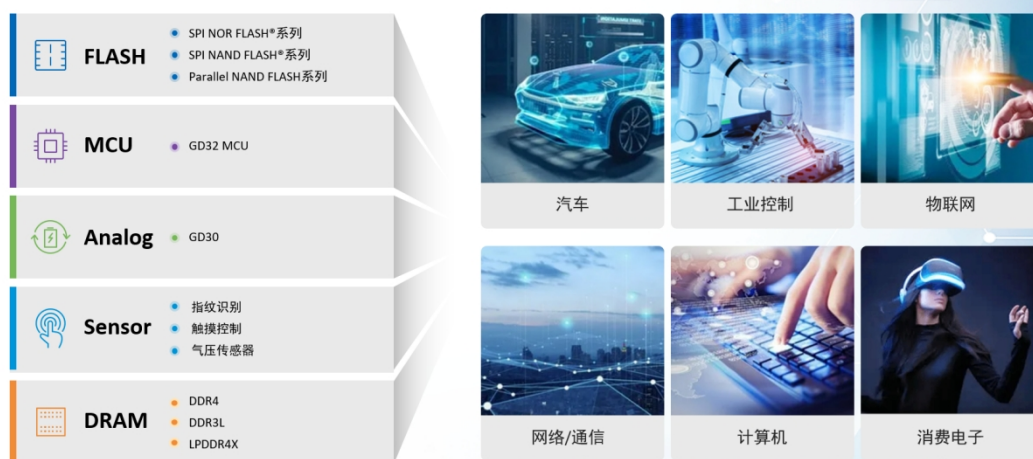 FLASH
SPI NOR FLASH®系列
SPI NAND FLASH®系列
Parallel NAND FLASH系列
MCU
GD32 MCU
Analog
GD30
Sensor
指纹识别
触摸控制
气压传感器
DRAM
DDR4
DDR3L
LPDDR4X
汽车
工业控制
物联网
网络/通信
计算机
消费电子